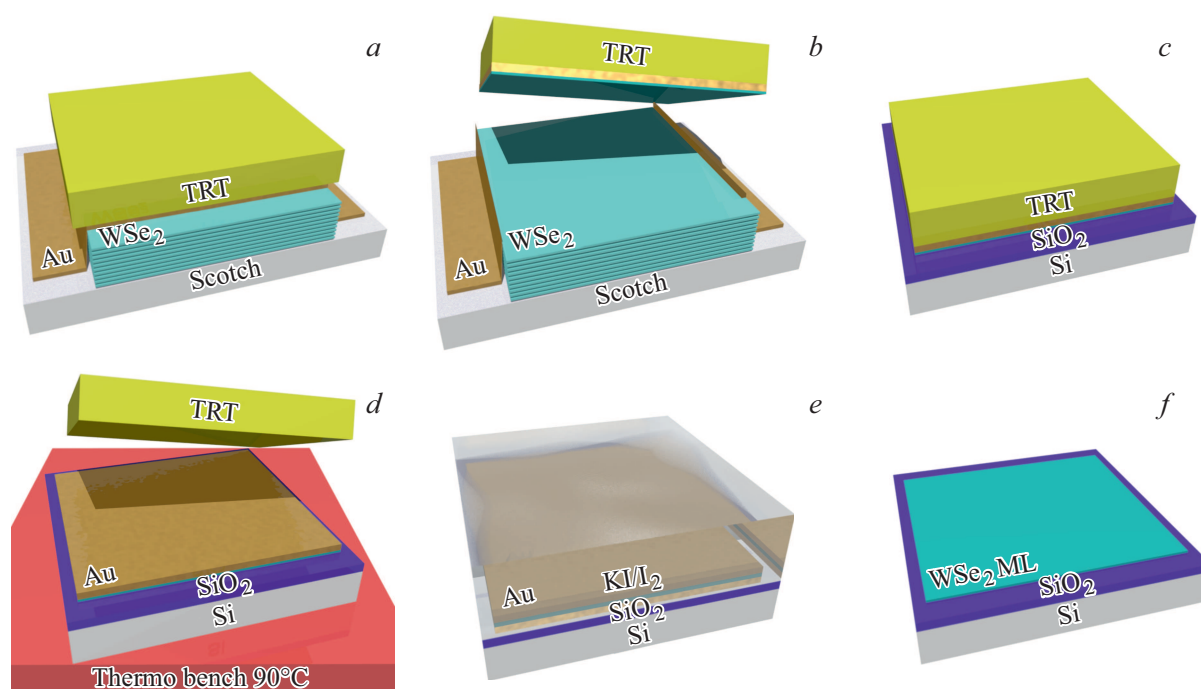 a
TRT
WSe₂
Au
Scotch
b
TRT
WSe₂
Au
Scotch
c
TRT
SiO₂
Si
d
TRT
Au
SiO₂
Si
Thermo bench 90°C
e
KI/I₂
Au
SiO₂
Si
f
WSe₂ ML
SiO₂
Si